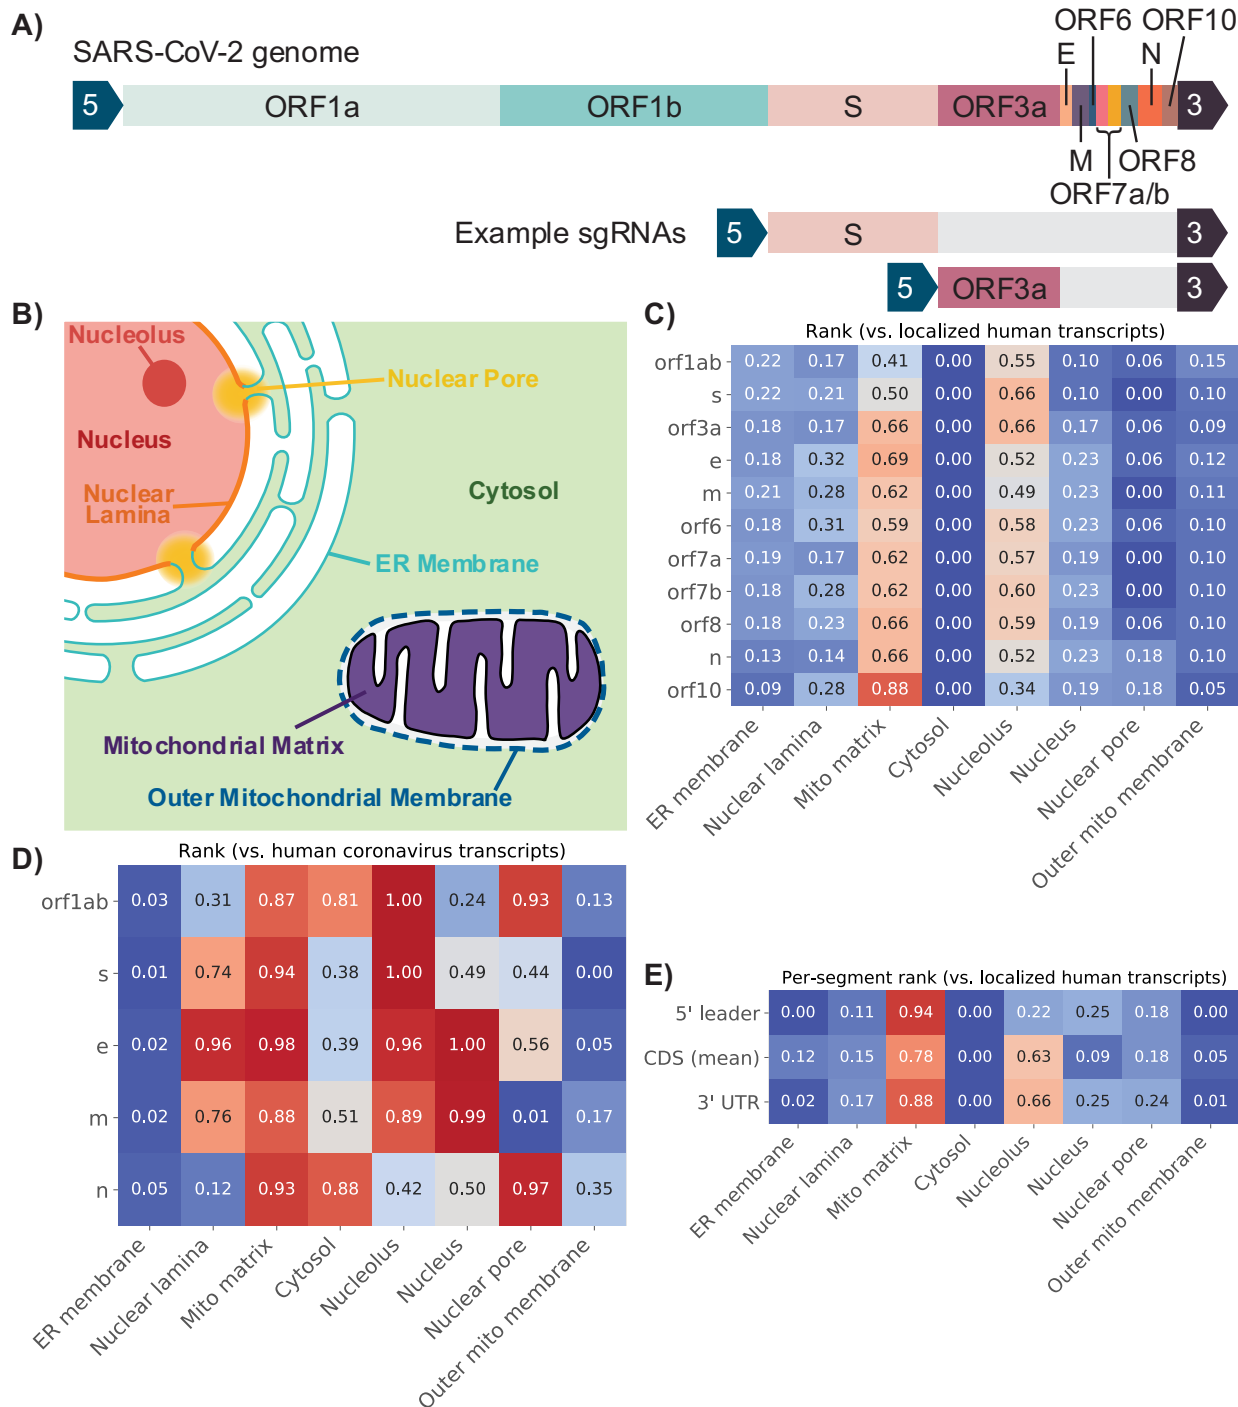 A)
SARS-CoV-2 genome
ORF6 ORF10
E N
5 ORF1a ORF1b S ORF3a 3
M ORF8
ORF7a/b
Example sgRNAs 5 S 3
5 ORF3a 3
B)
Nucleolus
Nuclear Pore
Nucleus
Nuclear
Lamina
Cytosol
ER Membrane
Mitochondrial Matrix
Outer Mitochondrial Membrane
C)
Rank (vs. localized human transcripts)
orf1ab 0.22 0.17 0.41 0.00 0.55 0.10 0.06 0.15
s 0.22 0.21 0.50 0.00 0.66 0.10 0.00 0.10
orf3a 0.18 0.17 0.66 0.00 0.66 0.17 0.06 0.09
e 0.18 0.32 0.69 0.00 0.52 0.23 0.06 0.12
m 0.21 0.28 0.62 0.00 0.49 0.23 0.00 0.11
orf6 0.18 0.31 0.59 0.00 0.58 0.23 0.06 0.10
orf7a 0.19 0.17 0.62 0.00 0.57 0.19 0.00 0.10
orf7b 0.18 0.28 0.62 0.00 0.60 0.23 0.00 0.10
orf8 0.18 0.23 0.66 0.00 0.59 0.19 0.06 0.10
n 0.13 0.14 0.66 0.00 0.52 0.23 0.18 0.10
orf10 0.09 0.28 0.88 0.00 0.34 0.19 0.18 0.05
ER membrane
Nuclear lamina
Mito matrix
Cytosol
Nucleolus
Nucleus
Nuclear pore
Outer mito membrane
D)
Rank (vs. human coronavirus transcripts)
orf1ab 0.03 0.31 0.87 0.81 1.00 0.24 0.93 0.13
s 0.01 0.74 0.94 0.38 1.00 0.49 0.44 0.00
e 0.02 0.96 0.98 0.39 0.96 1.00 0.56 0.05
m 0.02 0.76 0.88 0.51 0.89 0.99 0.01 0.17
n 0.05 0.12 0.93 0.88 0.42 0.50 0.97 0.35
ER membrane
Nuclear lamina
Mito matrix
Cytosol
Nucleolus
Nucleus
Nuclear pore
Outer mito membrane
E)
Per-segment rank (vs. localized human transcripts)
5' leader 0.00 0.11 0.94 0.00 0.22 0.25 0.18 0.00
CDS (mean) 0.12 0.15 0.78 0.00 0.63 0.09 0.18 0.05
3' UTR 0.02 0.17 0.88 0.00 0.66 0.25 0.24 0.01
ER membrane
Nuclear lamina
Mito matrix
Cytosol
Nucleolus
Nucleus
Nuclear pore
Outer mito membrane